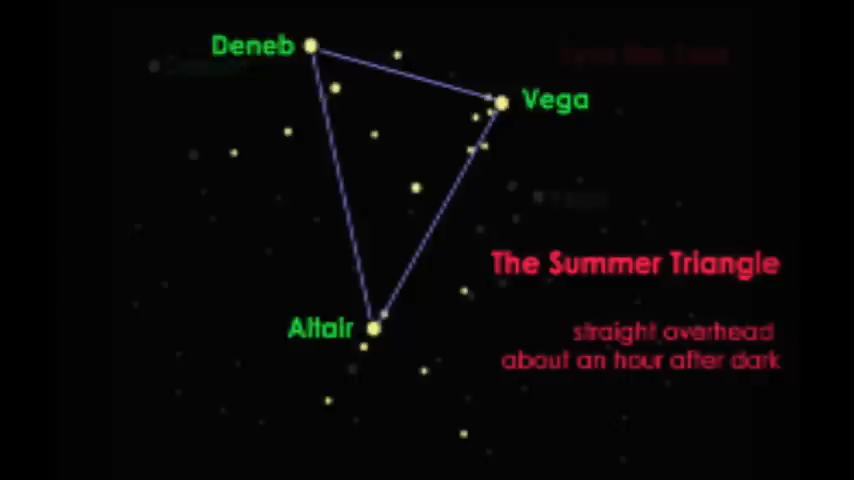 Deneb
Vega
The Summer Triangle
Altair
straight overhead
about an hour after dark